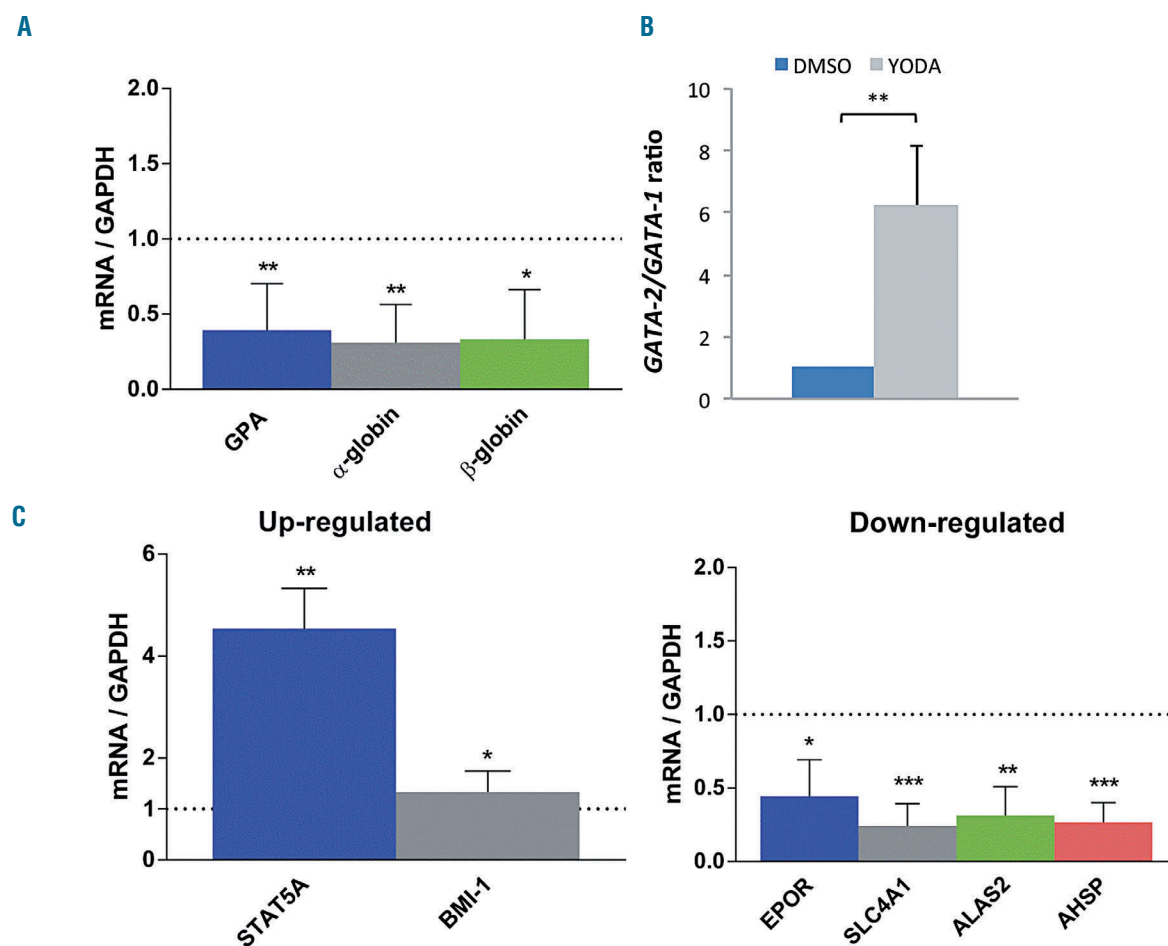 A
mRNA / GAPDH
2.0
1.5
1.0
0.5
0.0
**
**
*
GPA
α-globin
β-globin
B
DMSO YODA
GATA-2/GATA-1 ratio
10
8
6
4
2
0
**
C
Up-regulated
mRNA / GAPDH
6
4
2
1
0
**
*
STAT5A
BMI-1
Down-regulated
mRNA / GAPDH
2.0
1.5
1.0
0.5
0.0
*
***
**
***
EPOR
SLC4A1
ALAS2
AHSP